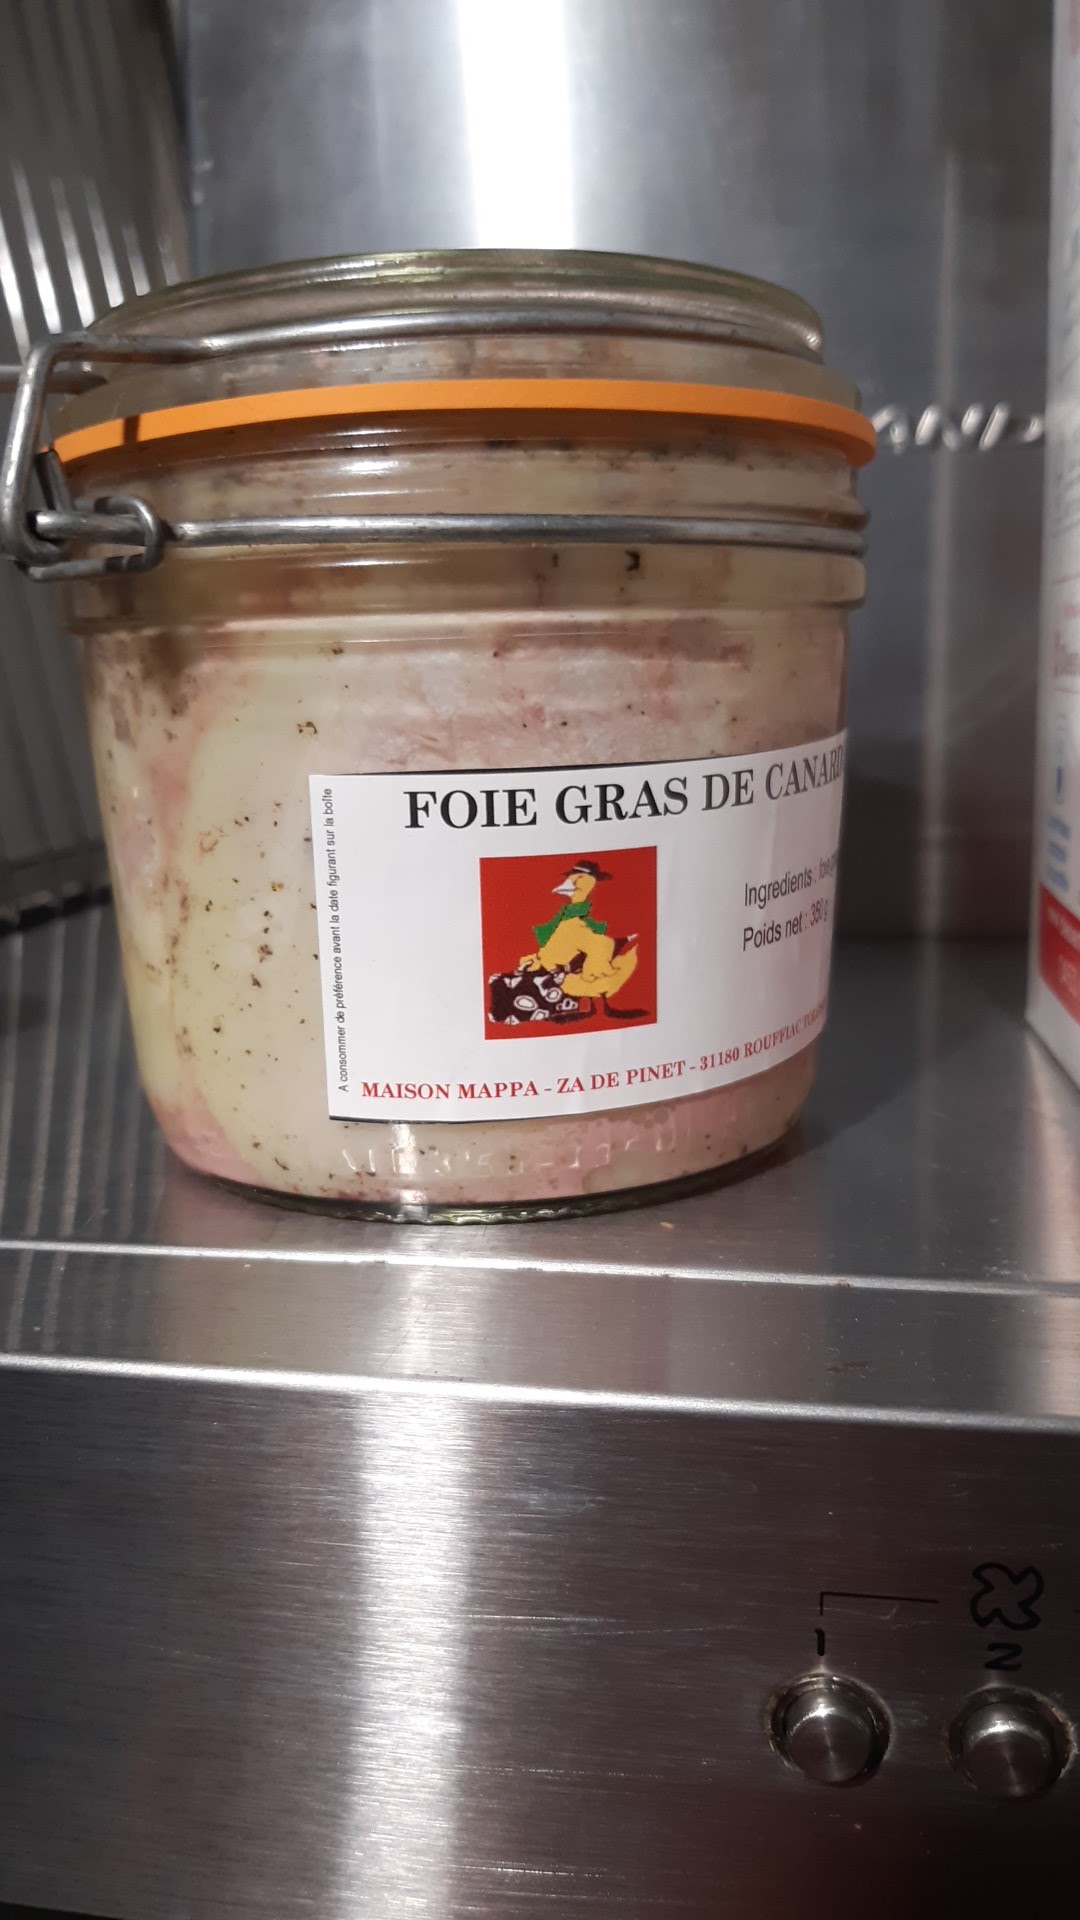 FOIE GRAS DE CANARD
A consommer de préférence avant la date figurant sur la boîte
Ingredients :
Poids net : 350 g
MAISON MAPPA - ZA DE PINET - 31180 ROUFFIAC
1
2